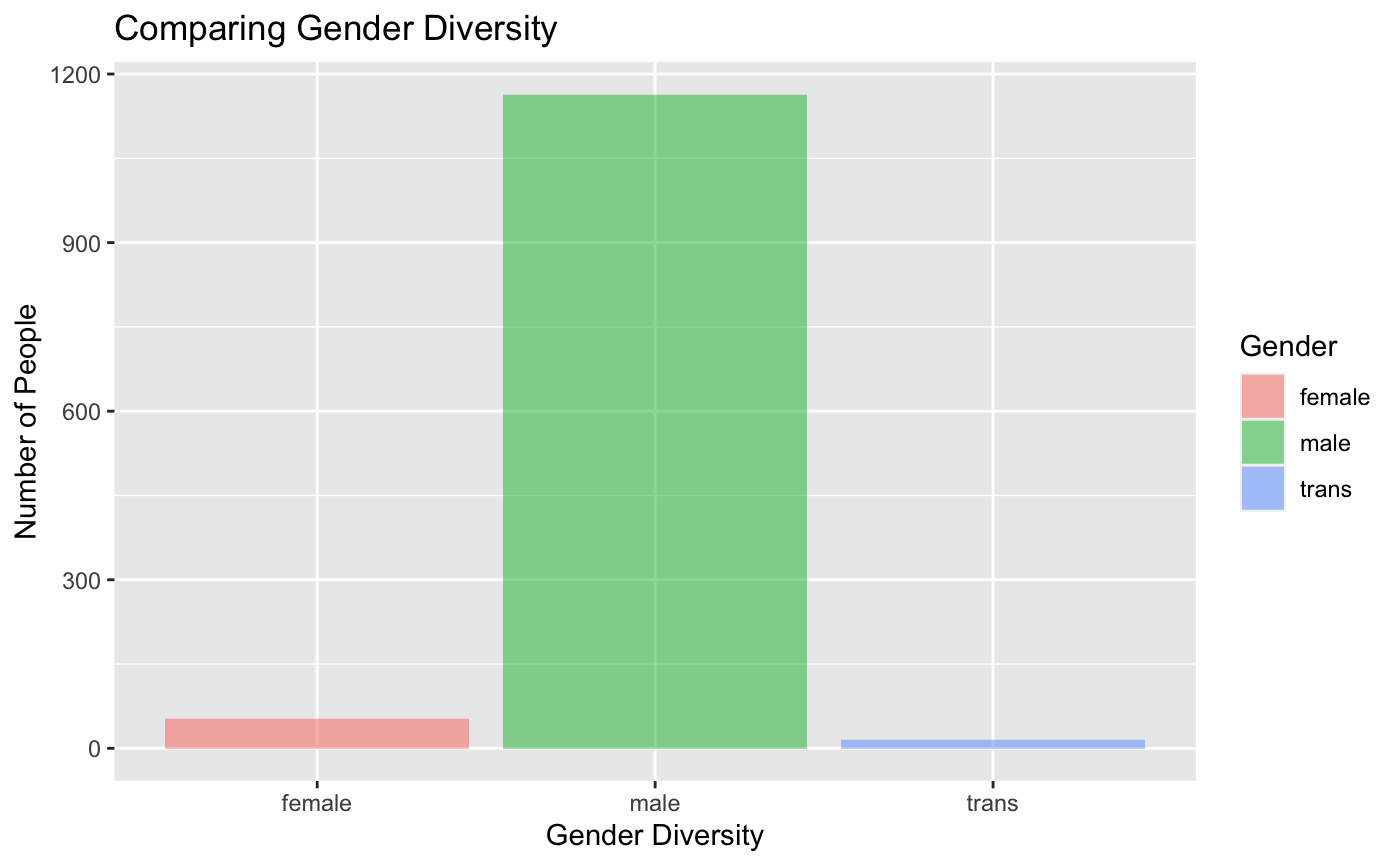 Comparing Gender Diversity
1200
900
600
300
0
Number of People
female
male
trans
Gender Diversity
Gender
female
male
trans